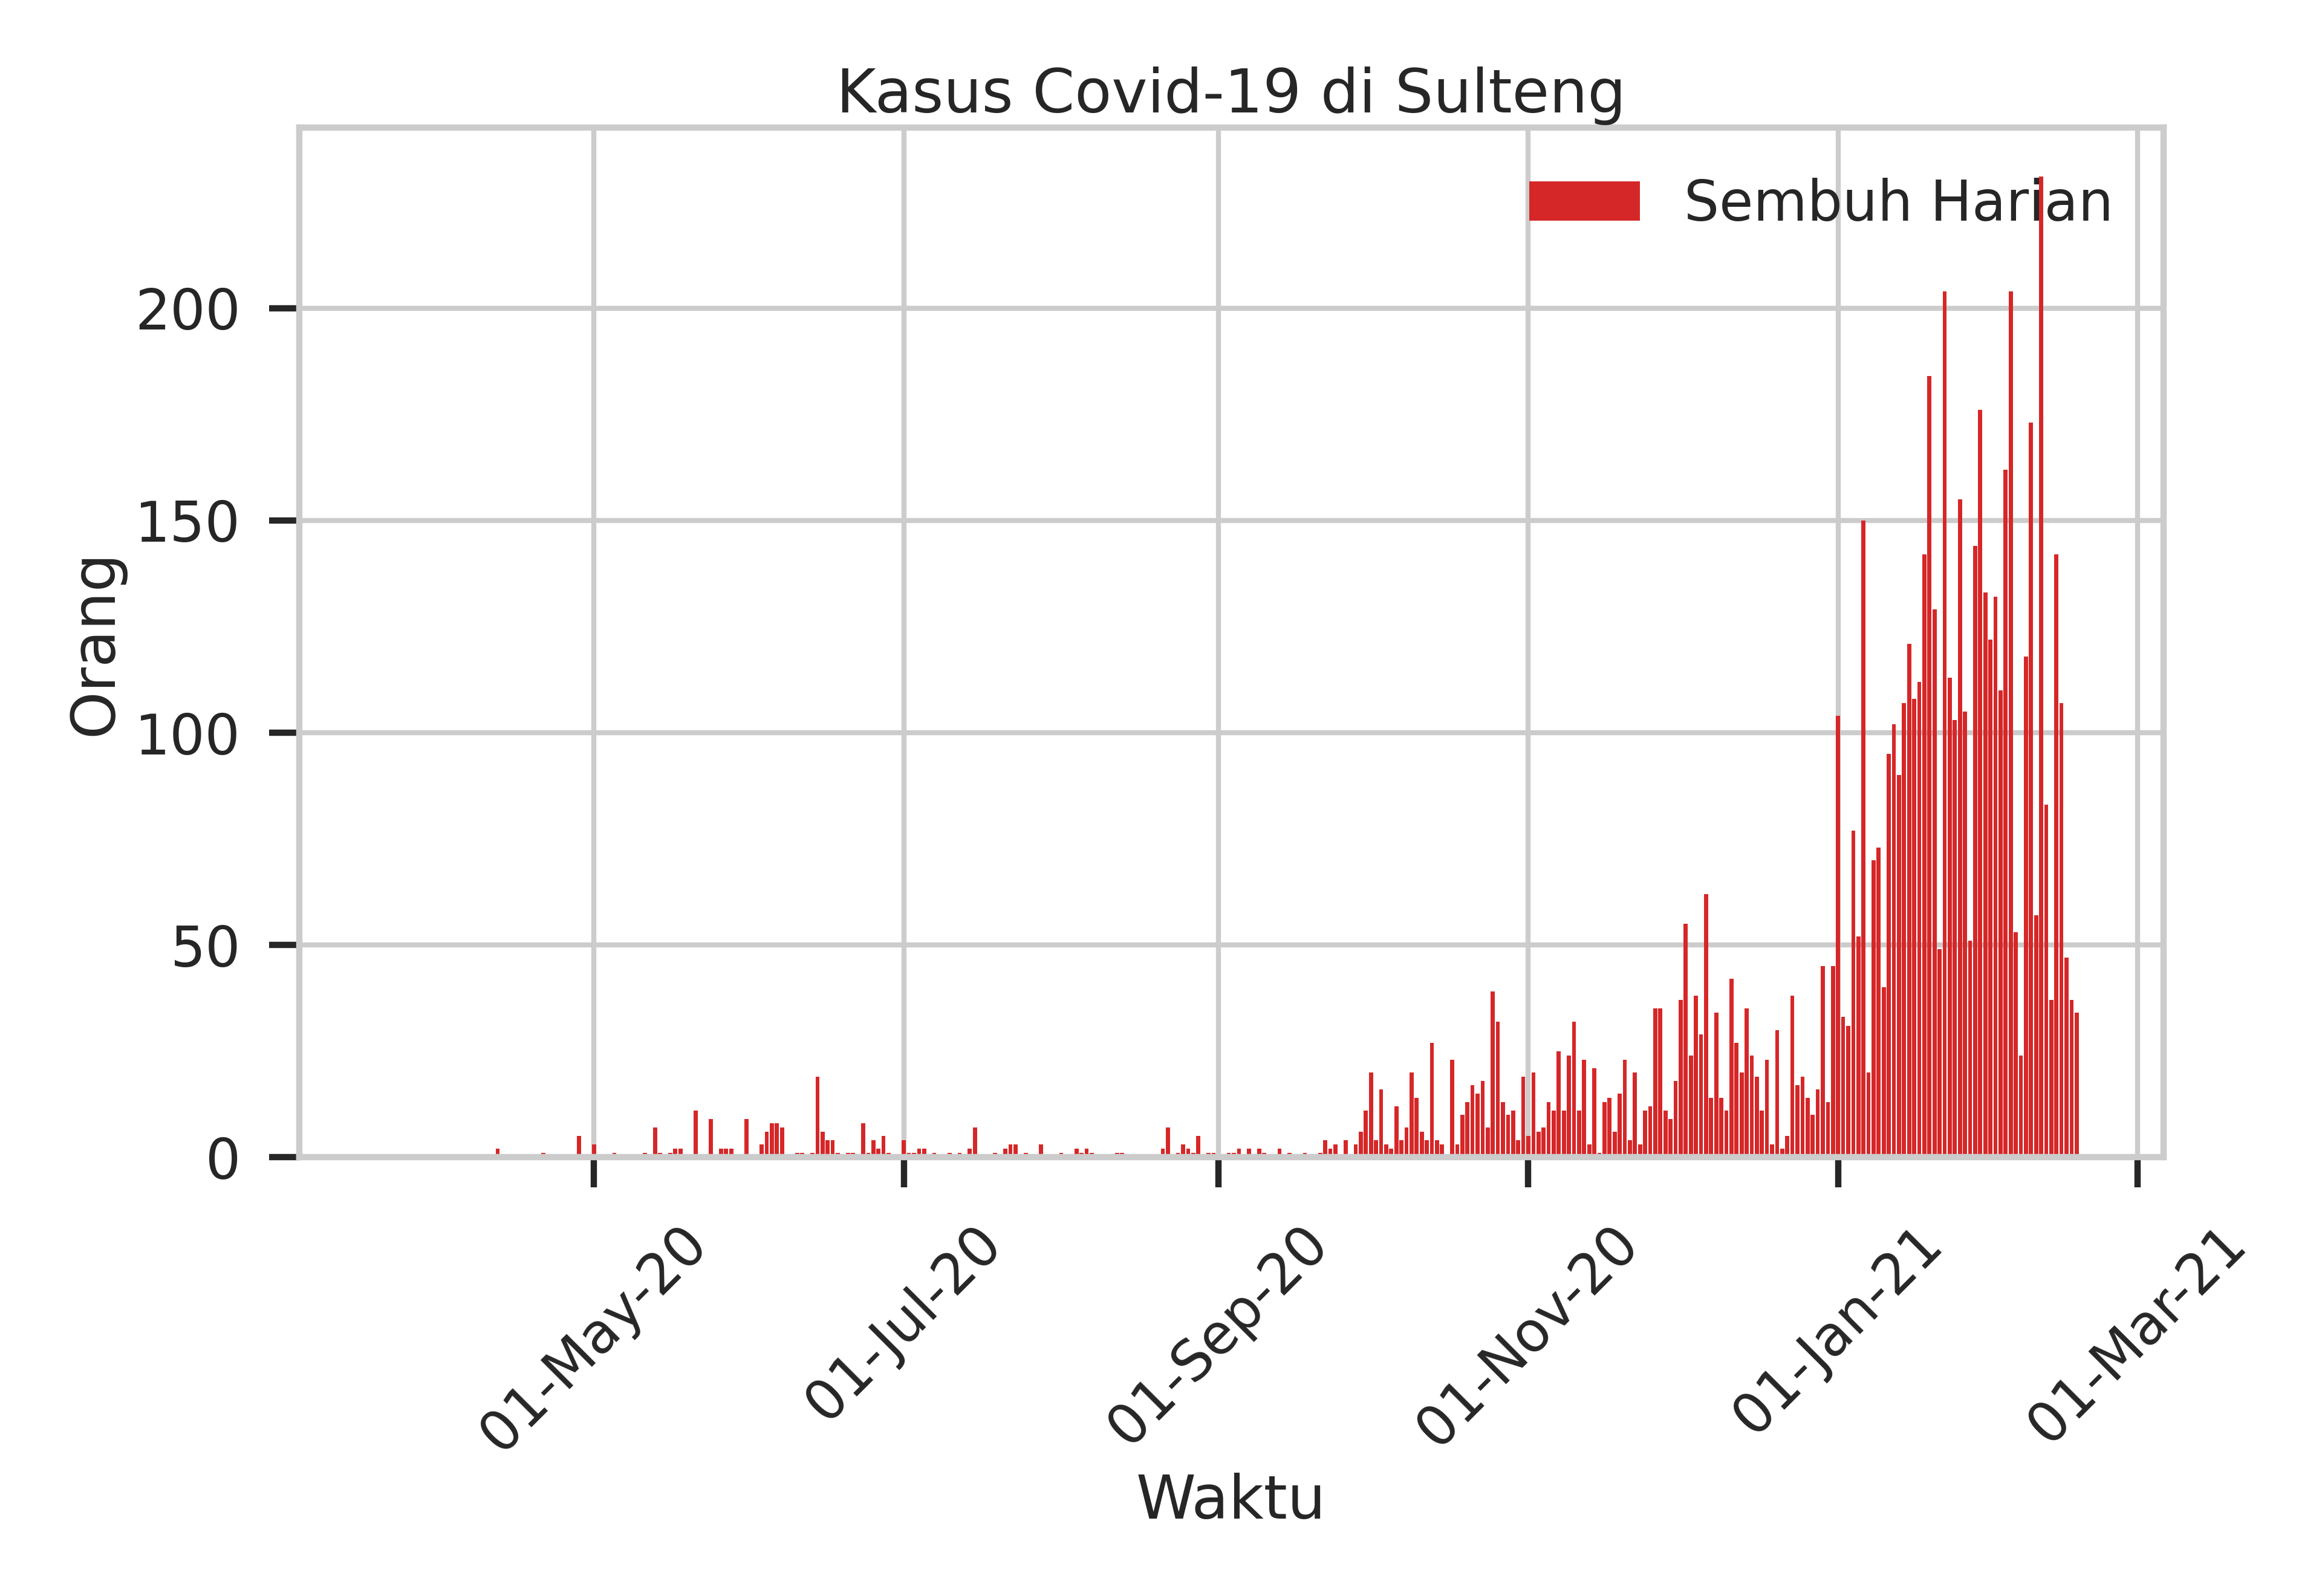 Kasus Covid-19 di Sulteng
Sembuh Harian
200
150
100
50
0
Orang
01-May-20
01-Jul-20
01-Sep-20
01-Nov-20
01-Jan-21
01-Mar-21
Waktu